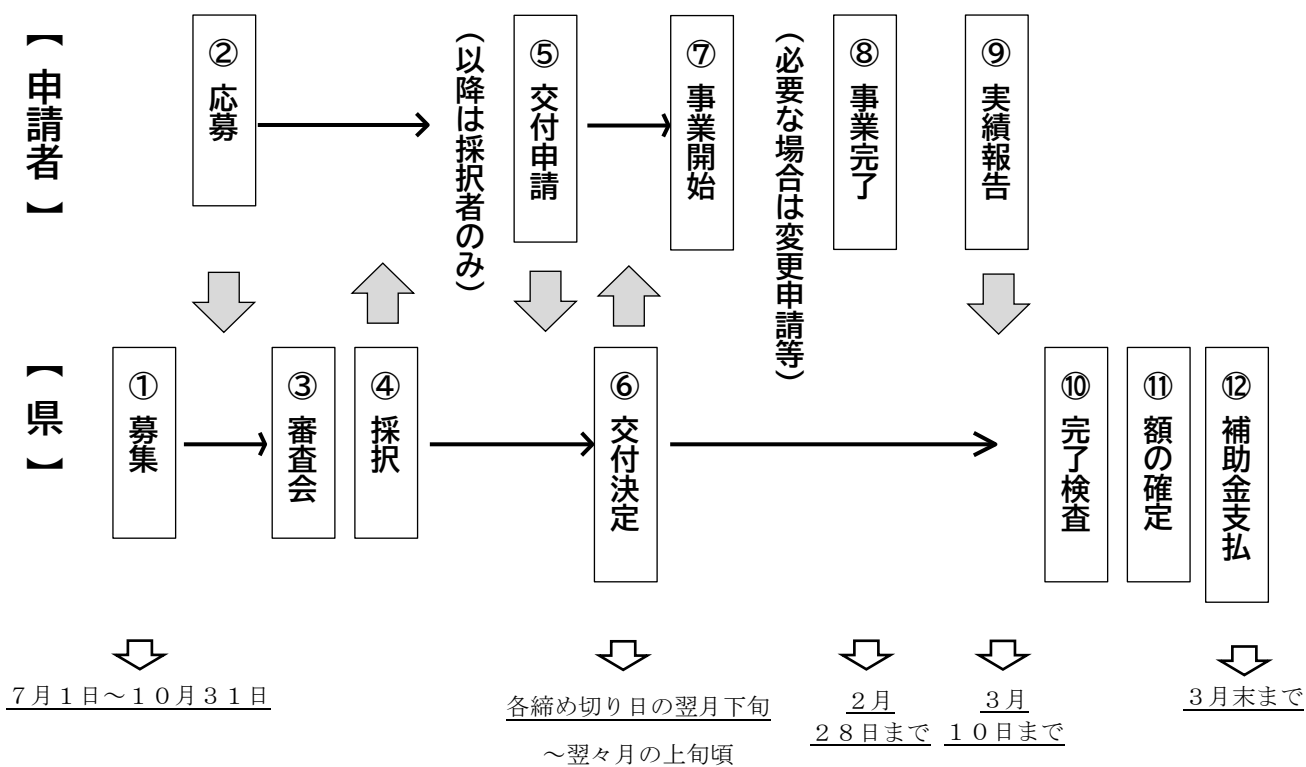 【申請者】
② 応募
(以降は採択者のみ)
⑤ 交付申請
⑦ 事業開始
(必要な場合は変更申請等)
⑧ 事業完了
⑨ 実績報告
【県】
① 募集
③ 審査会
④ 採択
⑥ 交付決定
⑩ 完了検査
⑪ 額の確定
⑫ 補助金支払
7月1日~10月31日
各締め切り日の翌月下旬
~翌々月の上旬頃
2月
28日まで
3月
10日まで
3月末まで